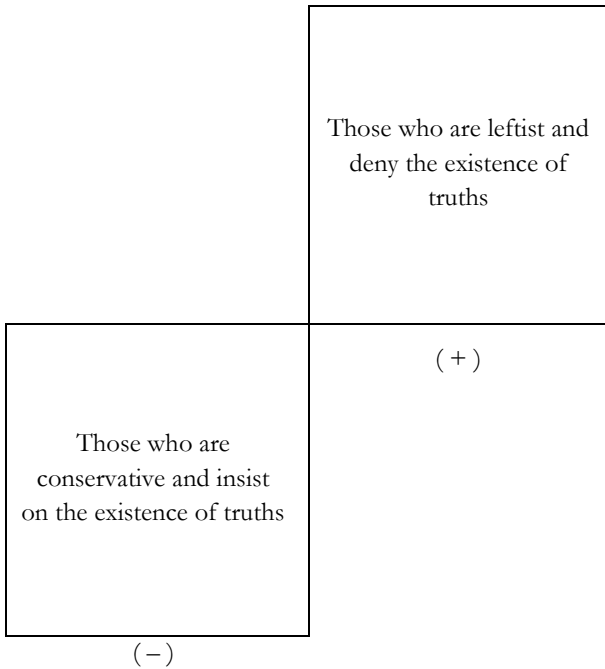 Those who are leftist and
deny the existence of
truths
( + )
Those who are
conservative and insist
on the existence of truths
( − )